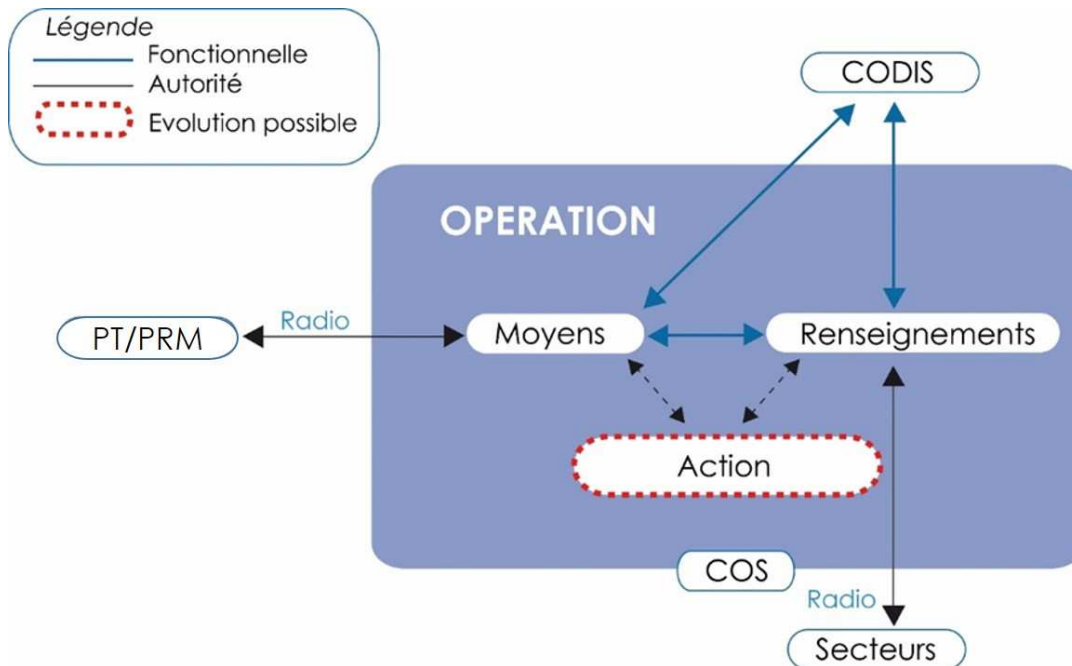 Légende
Fonctionnelle
Autorité
Evolution possible
CODIS
OPERATION
Radio
PT/PRM
Moyens
Renseignements
Action
COS
Radio
Secteurs